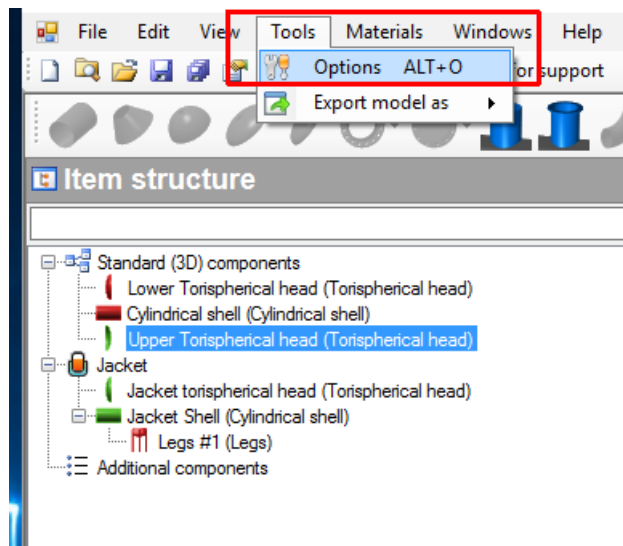 File Edit View Tools Materials Windows Help
Options ALT+O
for support
Export model as
Item structure
Standard (3D) components
Lower Torispherical head (Torispherical head)
Cylindrical shell (Cylindrical shell)
Upper Torispherical head (Torispherical head)
Jacket
Jacket torispherical head (Torispherical head)
Jacket Shell (Cylindrical shell)
Legs #1 (Legs)
Additional components